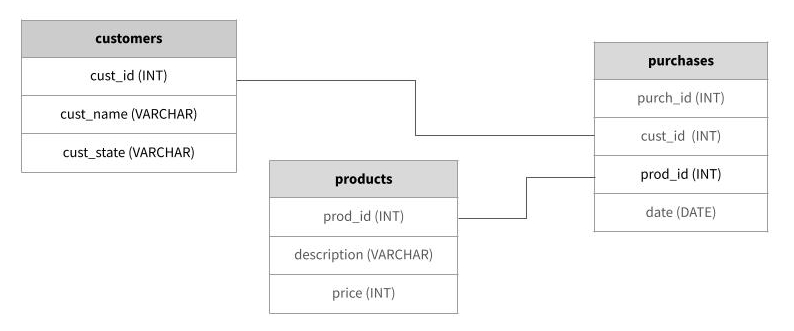 customers
cust_id (INT)
cust_name (VARCHAR)
cust_state (VARCHAR)
products
prod_id (INT)
description (VARCHAR)
price (INT)
purchases
purch_id (INT)
cust_id (INT)
prod_id (INT)
date (DATE)